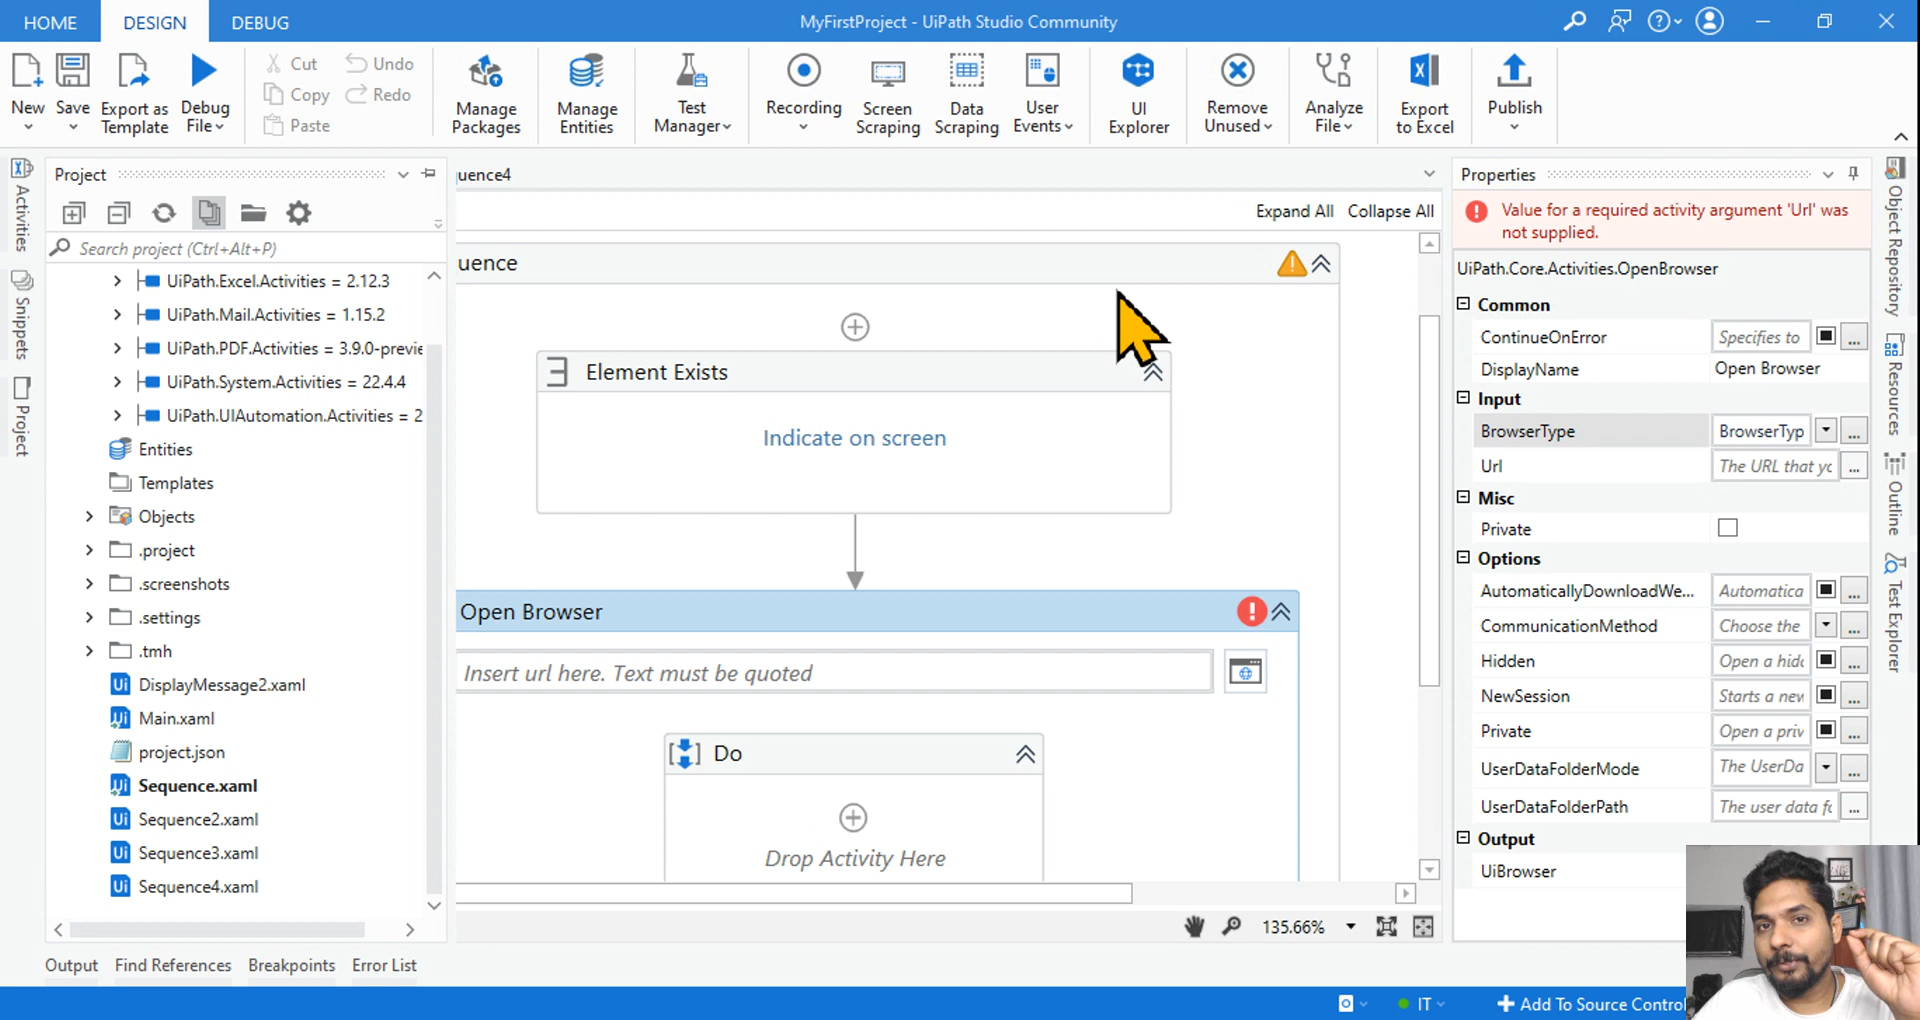 HOME DESIGN DEBUG MyFirstProject - UiPath Studio Community
New
Save
Export as
Template
Debug
File
Cut
Copy
Paste
Undo
Redo
Manage
Packages
Manage
Entities
Test
Manager
Recording
Screen
Scraping
Data
Scraping
User
Events
UI
Explorer
Remove
Unused
Analyze
File
Export
to Excel
Publish
Activities
Snippets
Project
Project
Search project (Ctrl+Alt+P)
UiPath.Excel.Activities = 2.12.3
UiPath.Mail.Activities = 1.15.2
UiPath.PDF.Activities = 3.9.0-previe
UiPath.System.Activities = 22.4.4
UiPath.UIAutomation.Activities = 2
Entities
Templates
Objects
.project
.screenshots
.settings
.tmh
DisplayMessage2.xaml
Main.xaml
project.json
Sequence.xaml
Sequence2.xaml
Sequence3.xaml
Sequence4.xaml
uence4
Expand All Collapse All
uence
Element Exists
Indicate on screen
Open Browser
Insert url here. Text must be quoted
Do
Drop Activity Here
135.66%
Properties
Value for a required activity argument 'Url' was
not supplied.
UiPath.Core.Activities.OpenBrowser
Common
ContinueOnError Specifies to ...
DisplayName Open Browser
Input
BrowserType BrowserTyp ...
Url The URL that yc ...
Misc
Private
Options
AutomaticallyDownloadWe... Automatica ...
CommunicationMethod Choose the ...
Hidden Open a hidc ...
NewSession Starts a new ...
Private Open a priv ...
UserDataFolderMode The UserDa ...
UserDataFolderPath The user data fc ...
Output
UiBrowser
Object Repository
Resources
Outline
Test Explorer
Output Find References Breakpoints Error List
IT
Add To Source Control